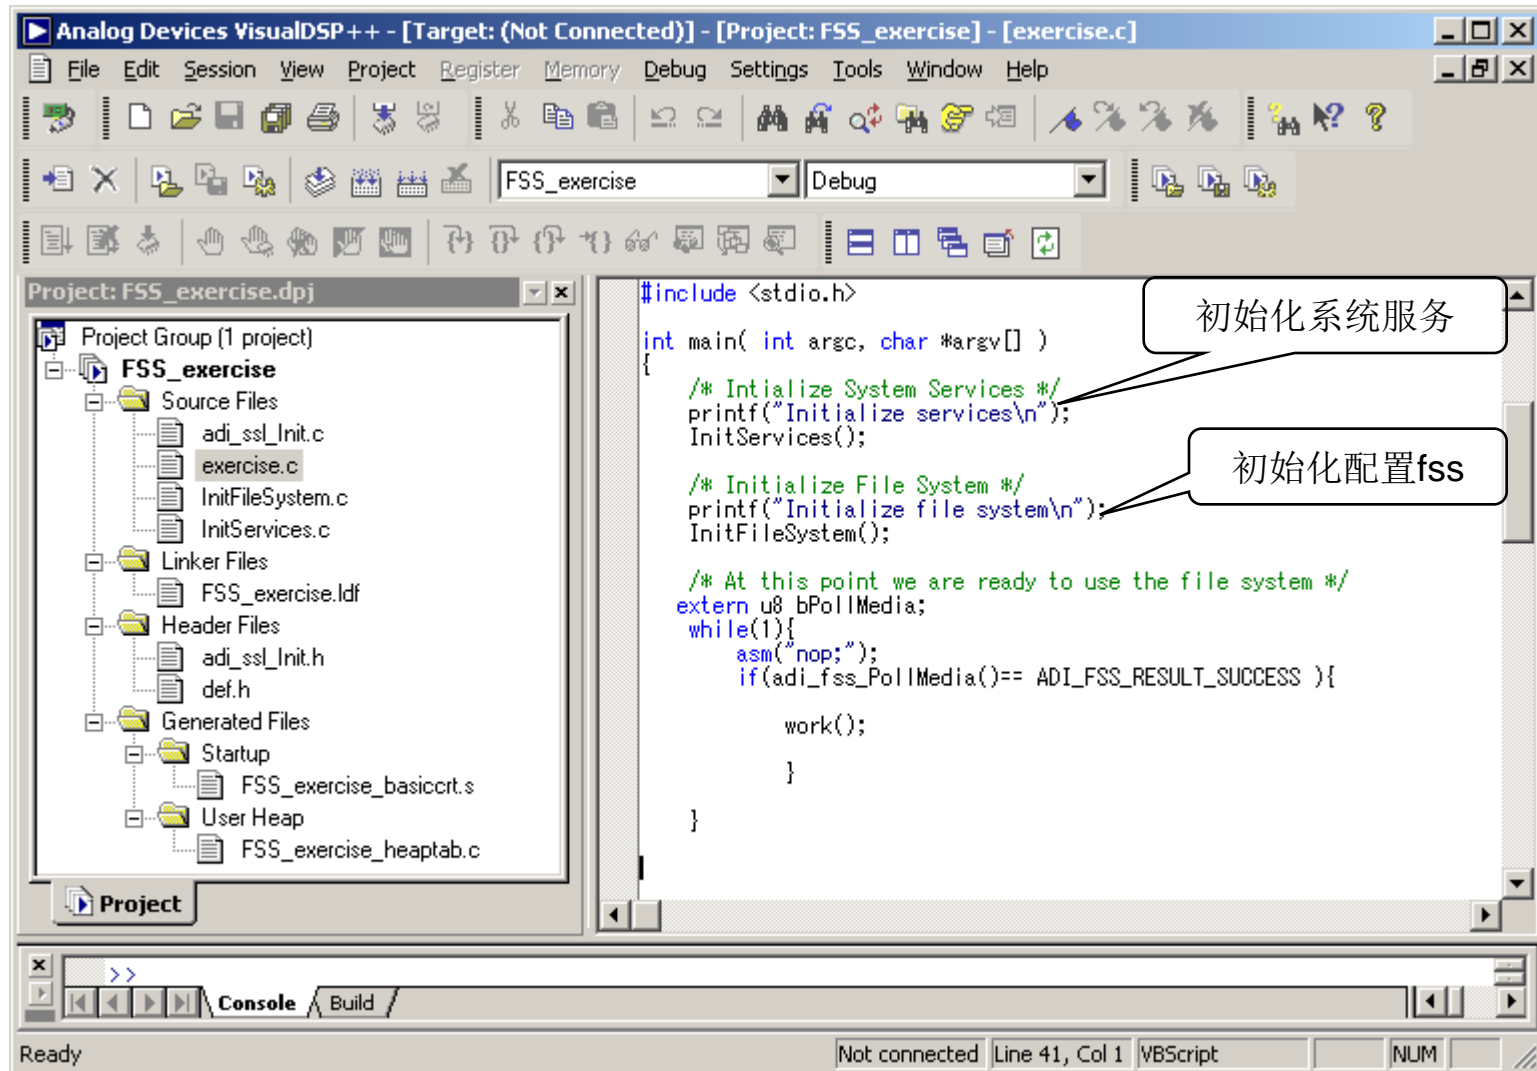 Analog Devices VisualDSP++ - [Target: (Not Connected)] - [Project: FSS_exercise] - [exercise.c]
File Edit Session View Project Register Memory Debug Settings Tools Window Help
FSS_exercise Debug
Project: FSS_exercise.dpj
Project Group (1 project)
FSS_exercise
Source Files
adi_ssl_Init.c
exercise.c
InitFileSystem.c
InitServices.c
Linker Files
FSS_exercise.ldf
Header Files
adi_ssl_Init.h
def.h
Generated Files
Startup
FSS_exercise_basiccrt.s
User Heap
FSS_exercise_heaptab.c
Project
#include <stdio.h>
int main( int argc, char *argv[] )
{
/* Intialize System Services */
printf("Initialize services\n");
InitServices();
/* Initialize File System */
printf("Initialize file system\n");
InitFileSystem();
/* At this point we are ready to use the file system */
extern u8 bPollMedia;
while(1){
asm("nop;");
if(adi_fss_PollMedia()== ADI_FSS_RESULT_SUCCESS ){
work();
}
}
初始化系统服务
初始化配置fss
>>
Console Build
Ready Not connected Line 41, Col 1 VBScript NUM